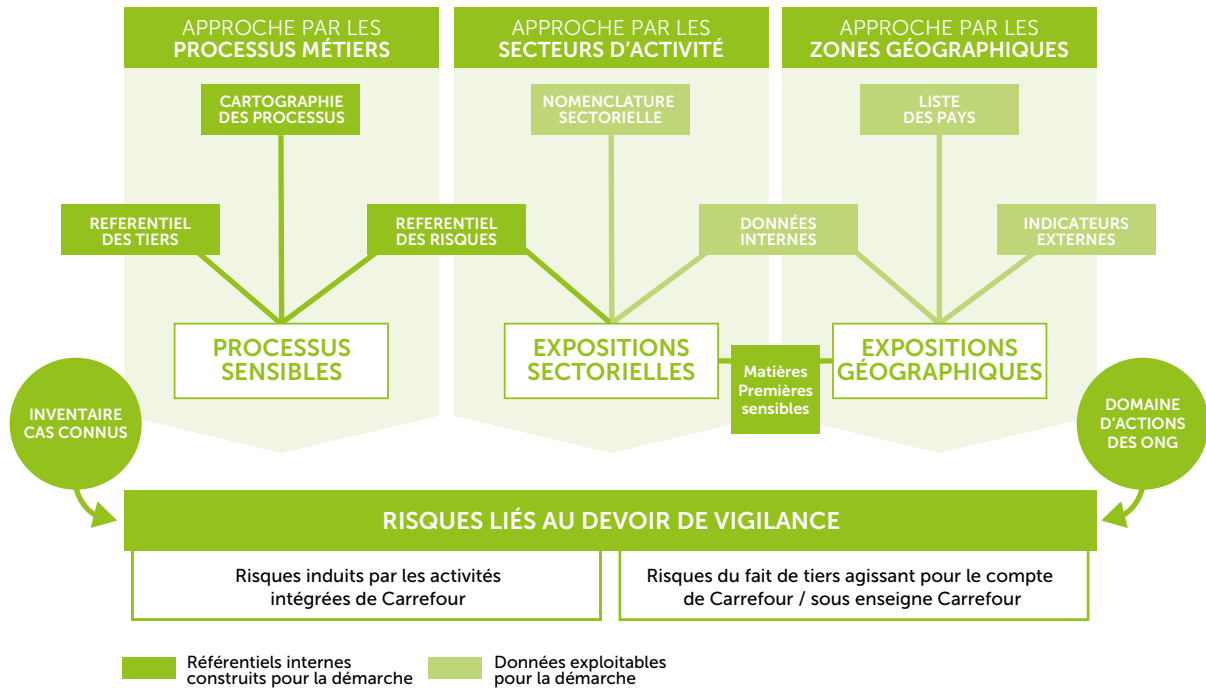 APPROCHE PAR LES
PROCESSUS MÉTIERS
APPROCHE PAR LES
SECTEURS D'ACTIVITÉ
APPROCHE PAR LES
ZONES GÉOGRAPHIQUES
CARTOGRAPHIE
DES PROCESSUS
NOMENCLATURE
SECTORIELLE
LISTE
DES PAYS
REFERENTIEL
DES TIERS
REFERENTIEL
DES RISQUES
DONNÉES
INTERNES
INDICATEURS
EXTERNES
PROCESSUS
SENSIBLES
EXPOSITIONS
SECTORIELLES
Matières
Premières
sensibles
EXPOSITIONS
GÉOGRAPHIQUES
INVENTAIRE
CAS CONNUS
DOMAINE
D'ACTIONS
DES ONG
RISQUES LIÉS AU DEVOIR DE VIGILANCE
Risques induits par les activités
intégrées de Carrefour
Risques du fait de tiers agissant pour le compte
de Carrefour / sous enseigne Carrefour
Référentiels internes
construits pour la démarche
Données exploitables
pour la démarche